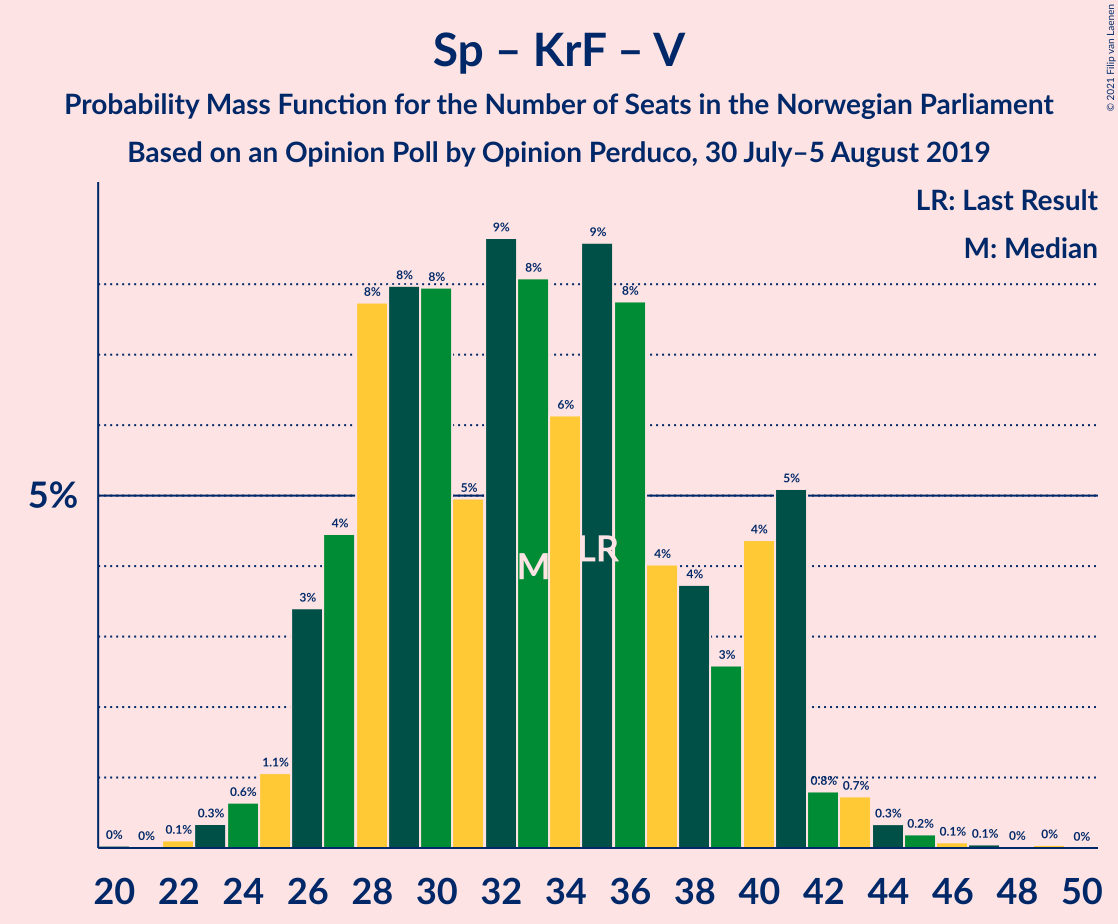 Sp – KrF – V
Probability Mass Function for the Number of Seats in the Norwegian Parliament
Based on an Opinion Poll by Opinion Perduco, 30 July–5 August 2019
© 2021 Filip van Laenen
LR: Last Result
M: Median
5%
0% 0% 0.1% 0.3% 0.6% 1.1% 3% 4% 8% 8% 8% 5% 9% 8% 6% 9% 8% 4% 4% 3% 4% 5% 0.8% 0.7% 0.3% 0.2% 0.1% 0.1% 0% 0% 0%
M LR
20 22 24 26 28 30 32 34 36 38 40 42 44 46 48 50